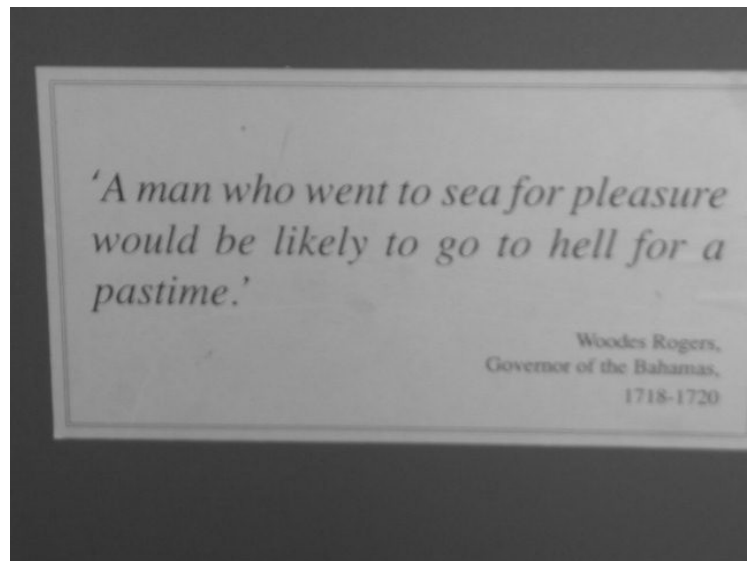 ‘A man who went to sea for pleasure
would be likely to go to hell for a
pastime.’
Woodes Rogers,
Governor of the Bahamas,
1718-1720